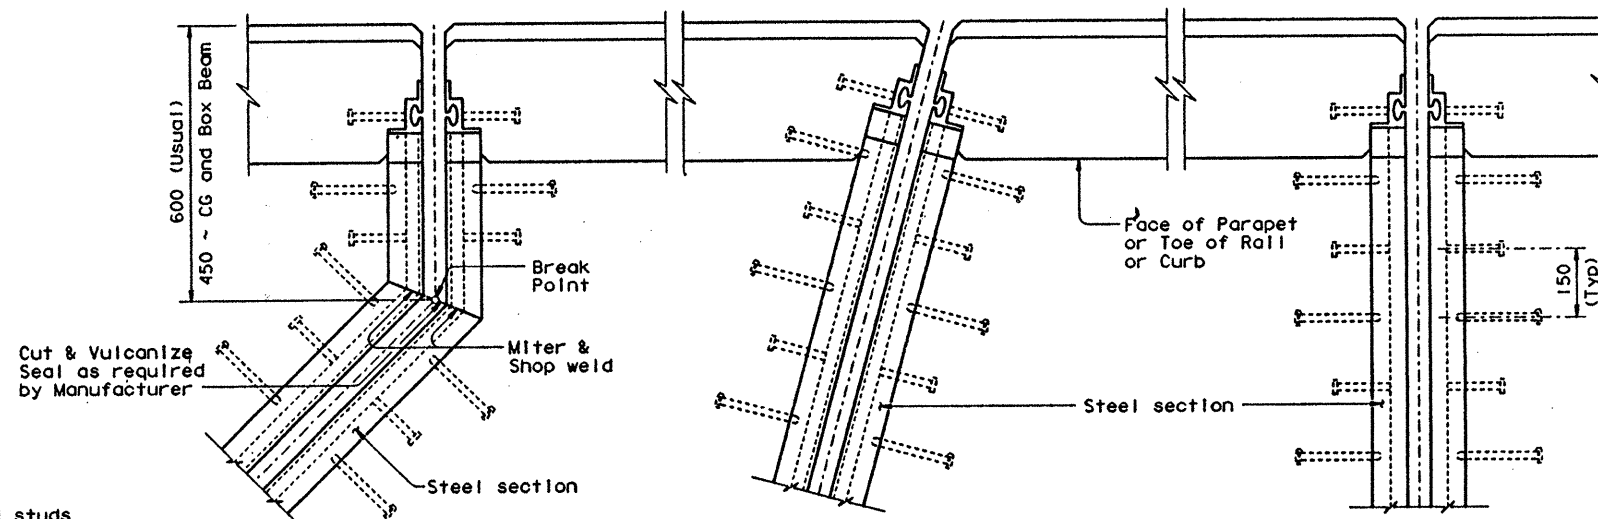 600 (Usual)
450 ~ CG and Box Beam
Break
Point
Face of Parapet
or Toe of Rail
or Curb
150
(Typ)
Cut & Vulcanize
Seal as required
by Manufacturer
Miter &
Shop weld
Steel section
Steel section
studs